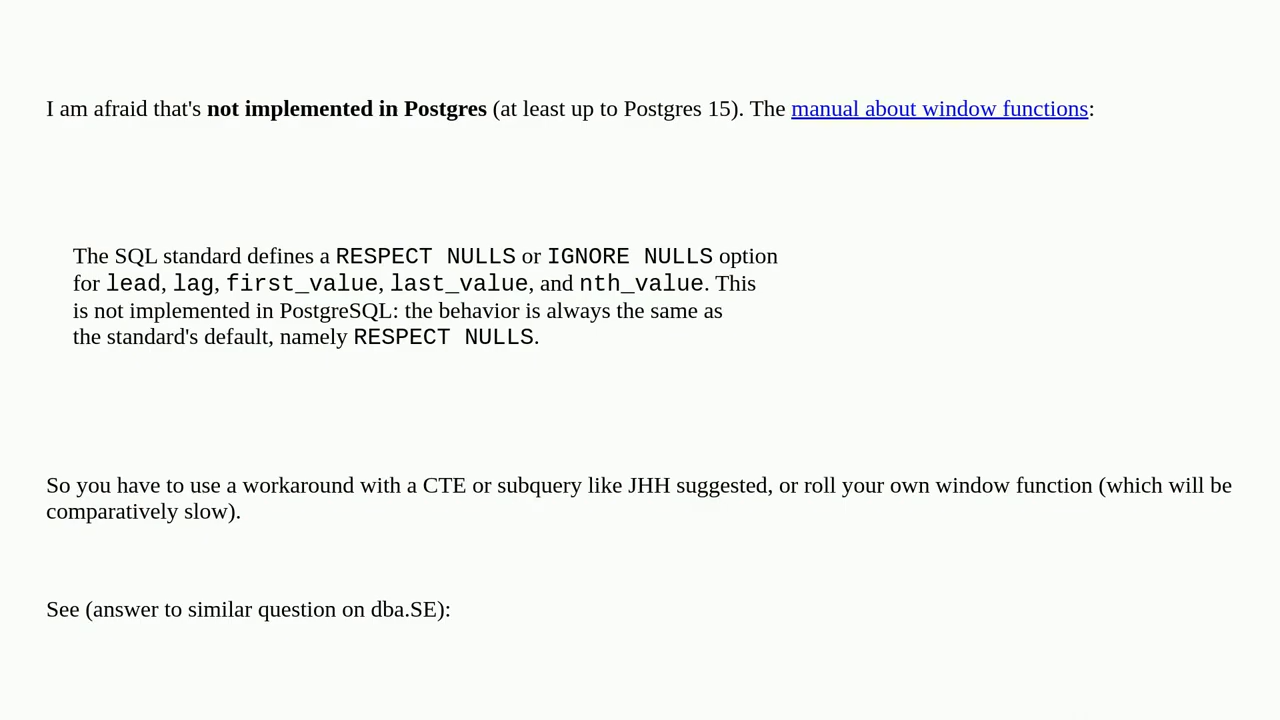 I am afraid that's not implemented in Postgres (at least up to Postgres 15). The manual about window functions:
The SQL standard defines a RESPECT NULLS or IGNORE NULLS option
for lead, lag, first_value, last_value, and nth_value. This
is not implemented in PostgreSQL: the behavior is always the same as
the standard's default, namely RESPECT NULLS.
So you have to use a workaround with a CTE or subquery like JHH suggested, or roll your own window function (which will be
comparatively slow).
See (answer to similar question on dba.SE):